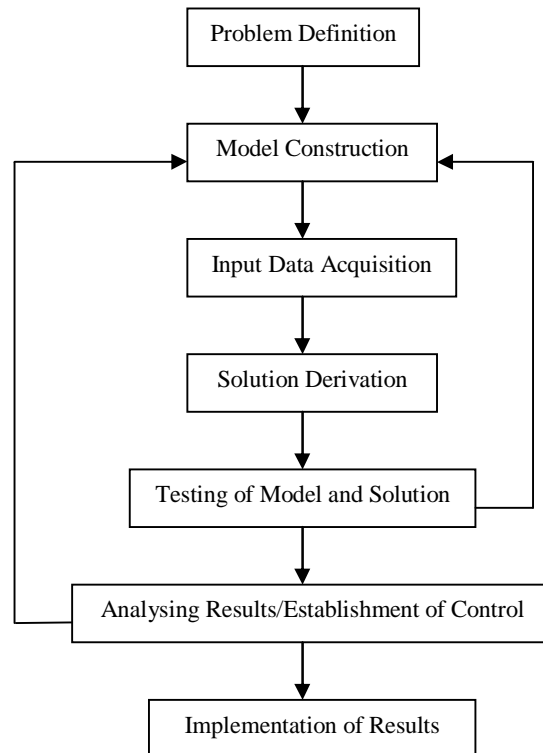 Problem Definition
Model Construction
Input Data Acquisition
Solution Derivation
Testing of Model and Solution
Analysing Results/Establishment of Control
Implementation of Results